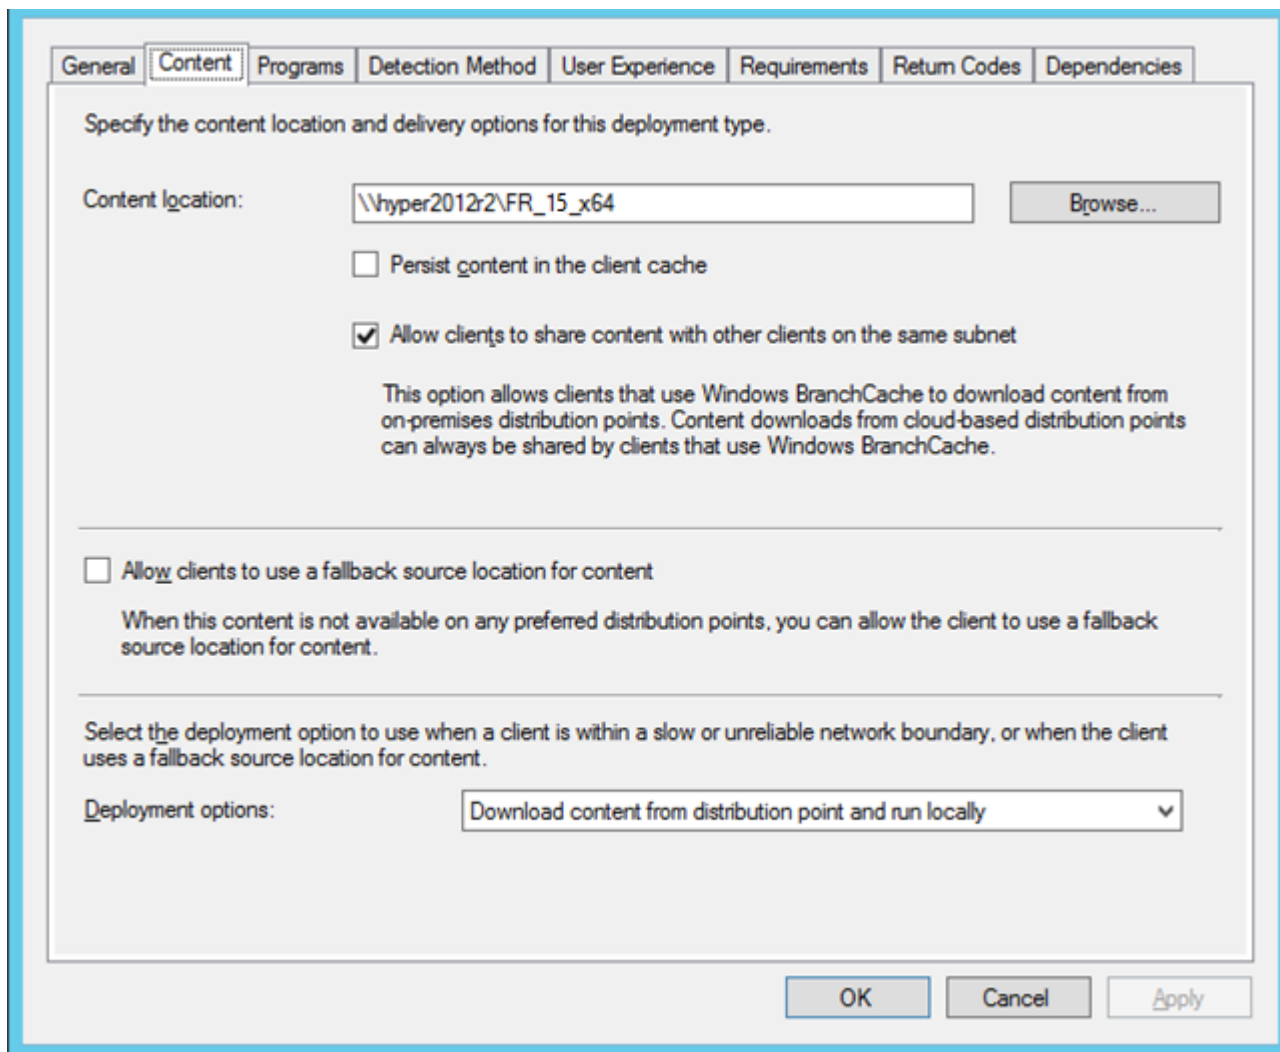 General Content Programs Detection Method User Experience Requirements Return Codes Dependencies
Specify the content location and delivery options for this deployment type.
Content location: \\hyper2012r2\FR_15_x64 Browse...
Persist content in the client cache
Allow clients to share content with other clients on the same subnet
This option allows clients that use Windows BranchCache to download content from
on-premises distribution points. Content downloads from cloud-based distribution points
can always be shared by clients that use Windows BranchCache.
Allow clients to use a fallback source location for content
When this content is not available on any preferred distribution points, you can allow the client to use a fallback
source location for content.
Select the deployment option to use when a client is within a slow or unreliable network boundary, or when the client
uses a fallback source location for content.
Deployment options: Download content from distribution point and run locally
OK Cancel Apply